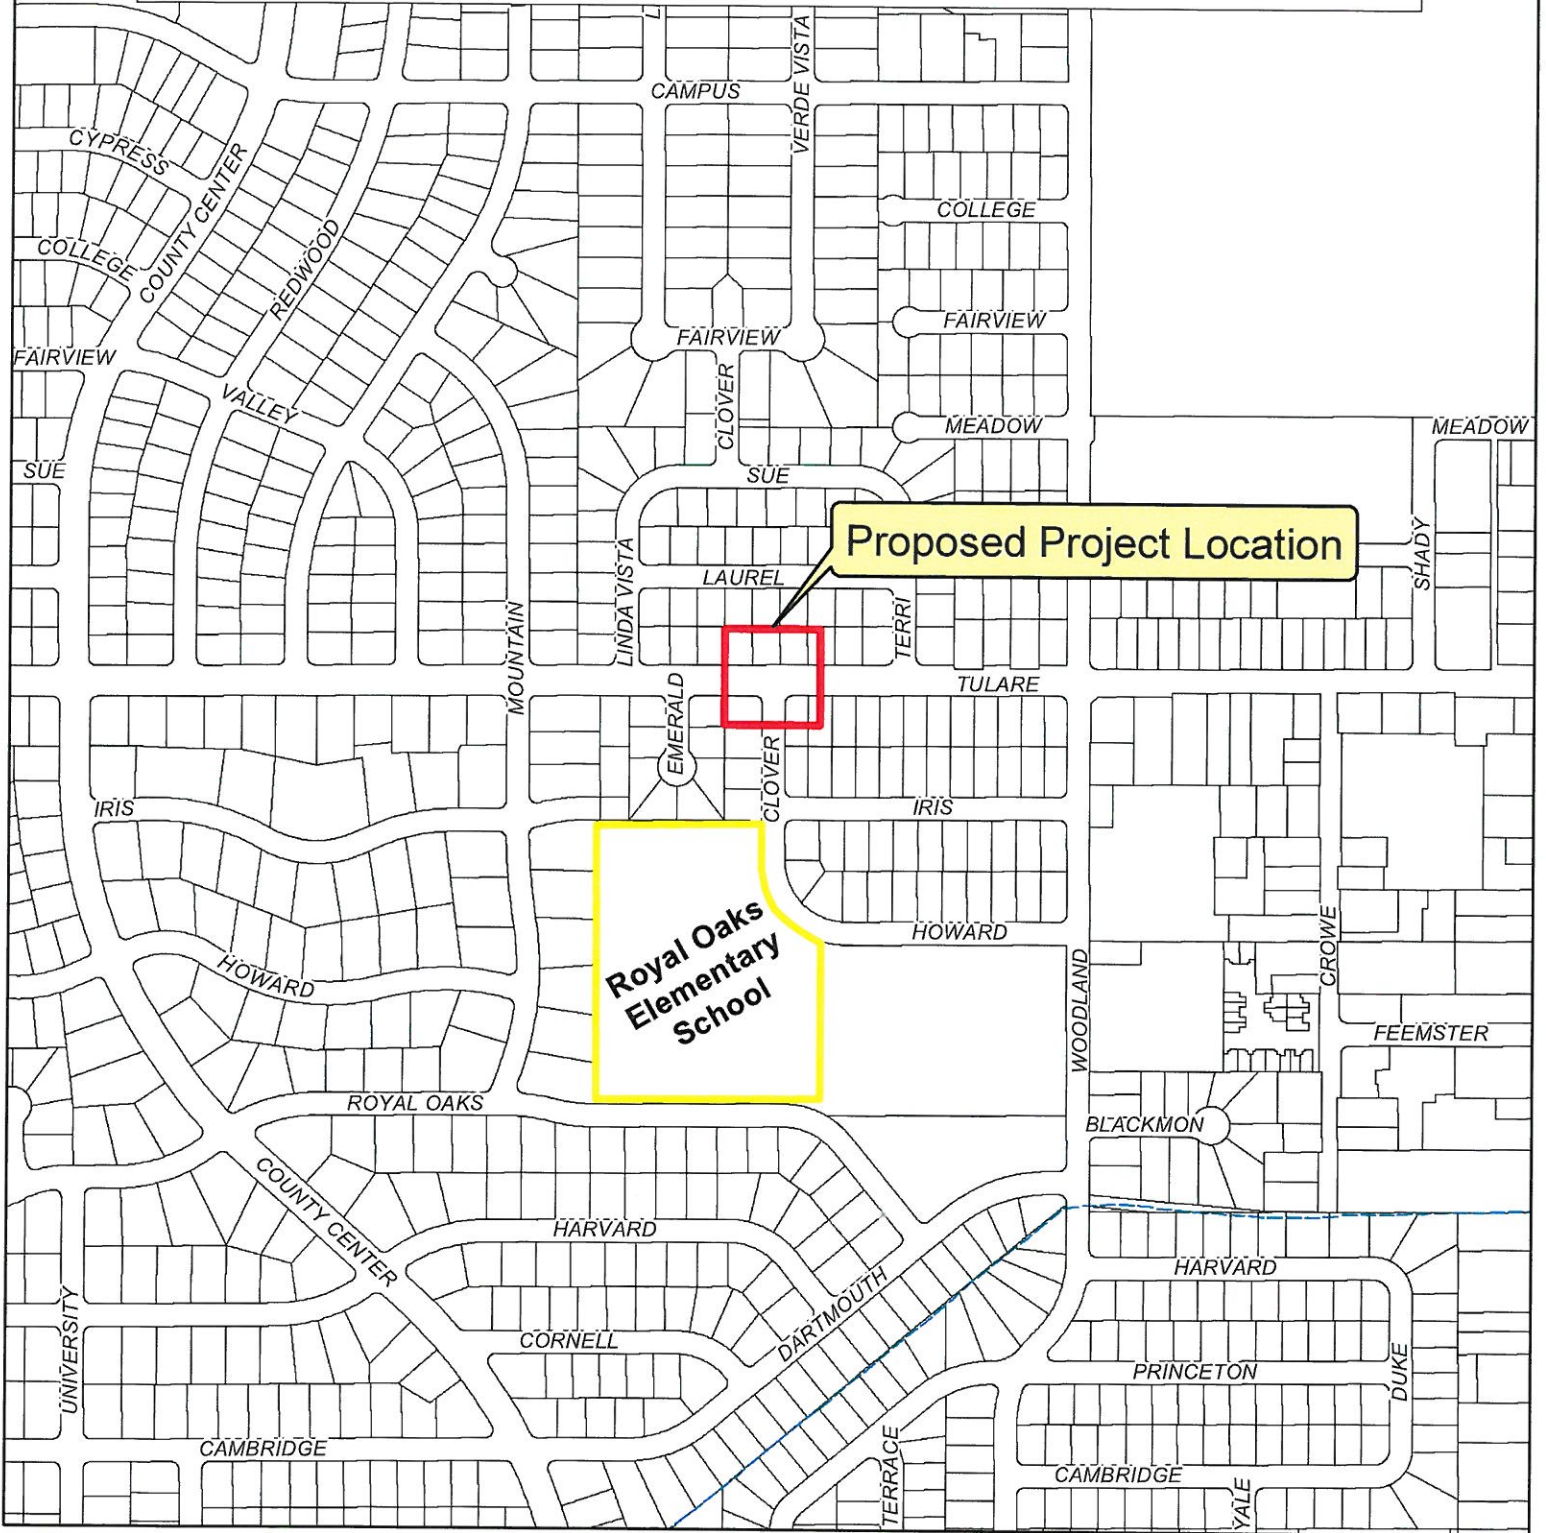 VERDE VISTA
CAMPUS
CYPRESS
COUNTY CENTER
COLLEGE
COLLEGE
REDWOOD
FAIRVIEW
FAIRVIEW
FAIRVIEW
VALLEY
CLOVER
MEADOW
MEADOW
SUE
SUE
Proposed Project Location
SHADY
LINDA VISTA
LAUREL
TERRI
MOUNTAIN
EMERALD
TULARE
CLOVER
IRIS
IRIS
Royal Oaks
Elementary
School
HOWARD
HOWARD
CROWE
WOODLAND
FEEMSTER
ROYAL OAKS
BLACKMON
COUNTY CENTER
HARVARD
HARVARD
UNIVERSITY
DARTMOUTH
CORNELL
PRINCETON
DUKE
CAMBRIDGE
TERRACE
CAMBRIDGE
YALE